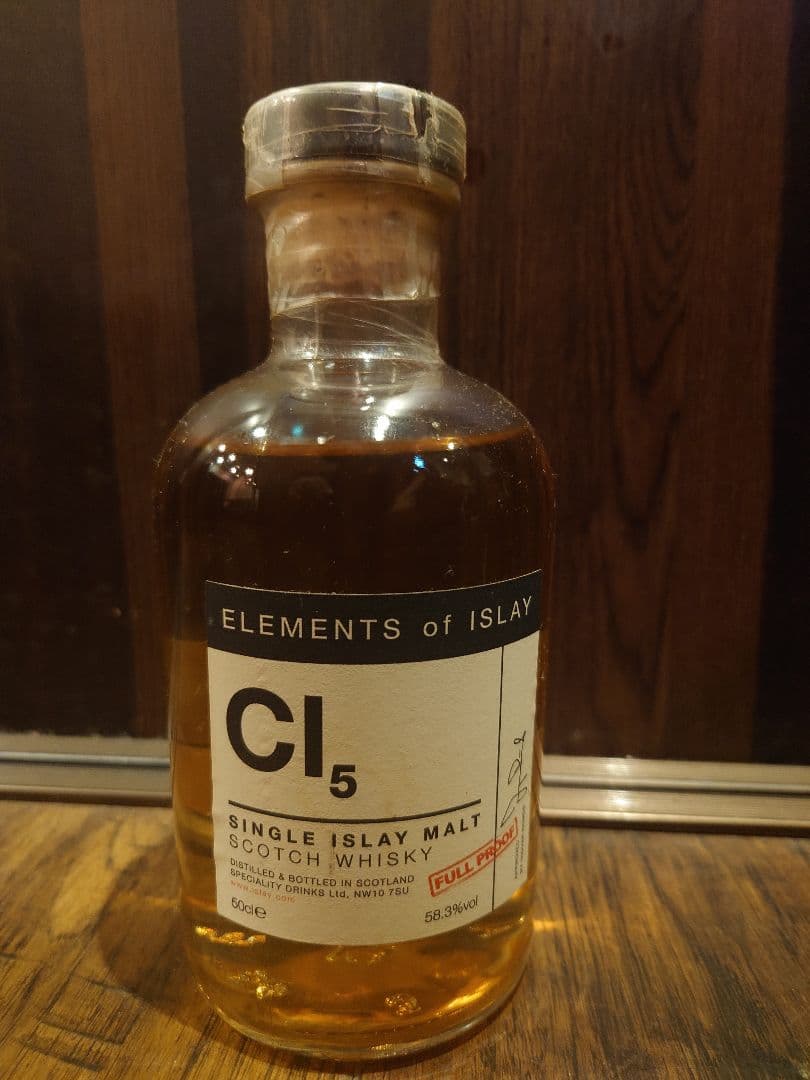 ELEMENTS of ISLAY
Cl5
SINGLE ISLAY MALT
SCOTCH WHISKY
DISTILLED & BOTTLED IN SCOTLAND
SPECIALITY DRINKS Ltd, NW10 7SU
www.islay.com
FULL PROOF
50cl e
58.3%vol